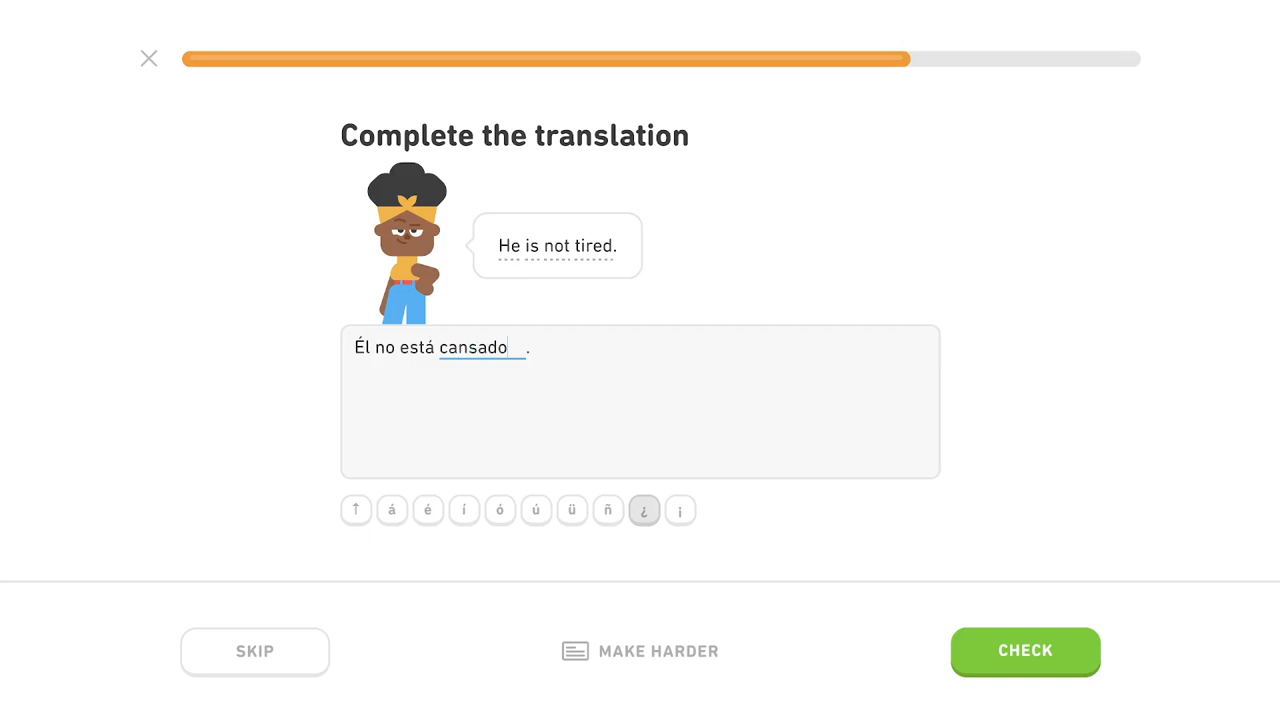 Complete the translation
He is not tired.
Él no está cansado .
↑ á é í ó ú ü ñ ¿ ¡
SKIP
MAKE HARDER
CHECK